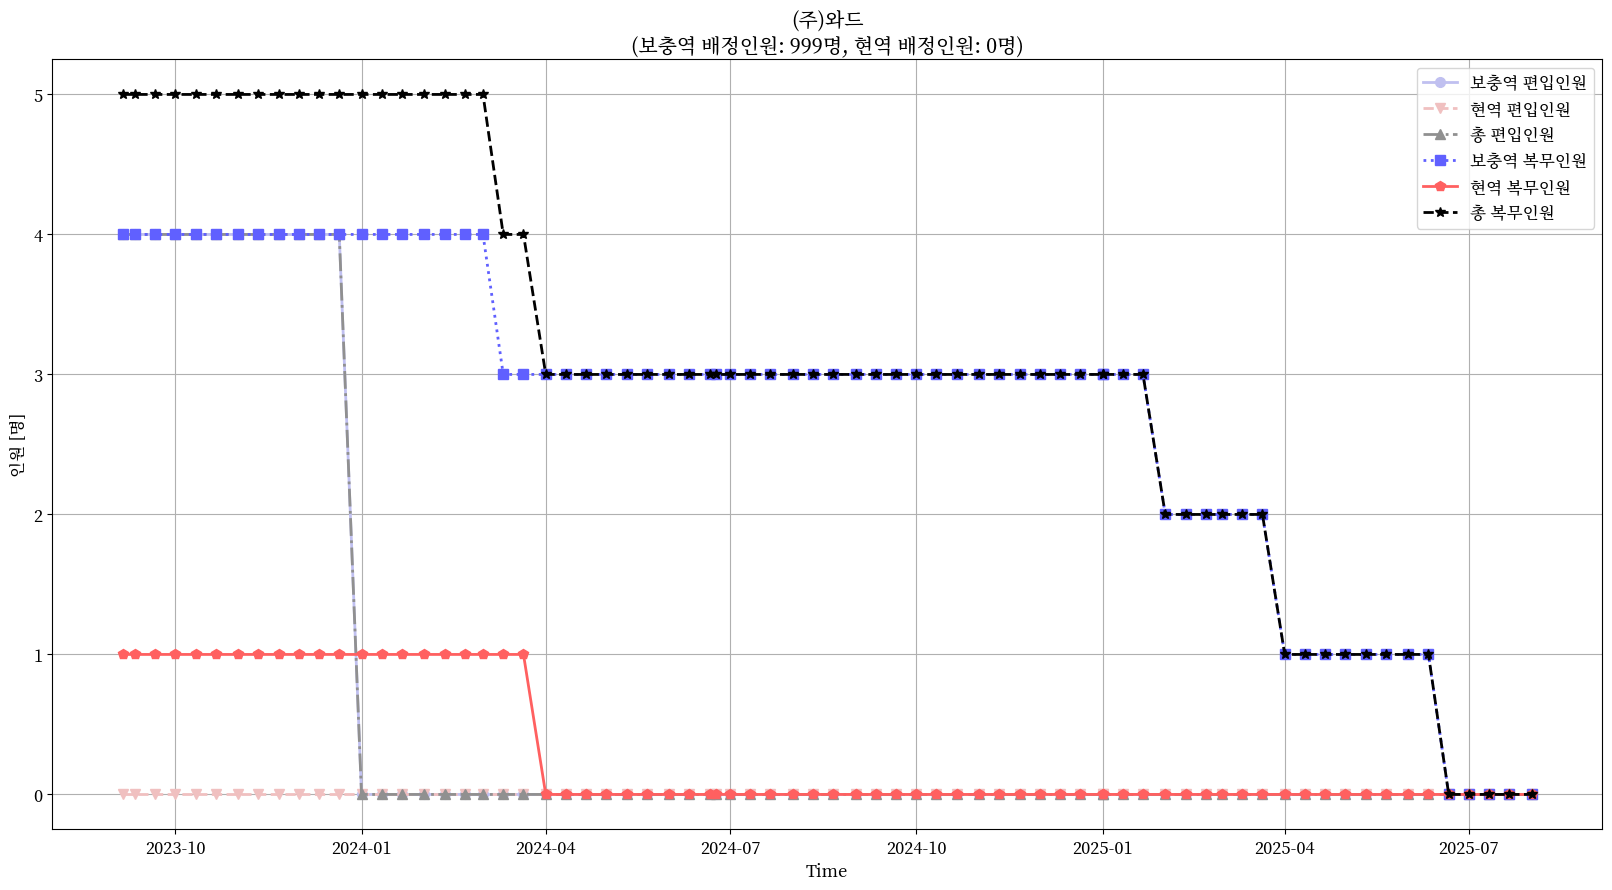 (주)와드
(보충역 배정인원: 999명, 현역 배정인원: 0명)
보충역 편입인원
현역 편입인원
총 편입인원
보충역 복무인원
현역 복무인원
총 복무인원
인원 [명]
5
4
3
2
1
0
2023-10
2024-01
2024-04
2024-07
2024-10
2025-01
2025-04
2025-07
Time